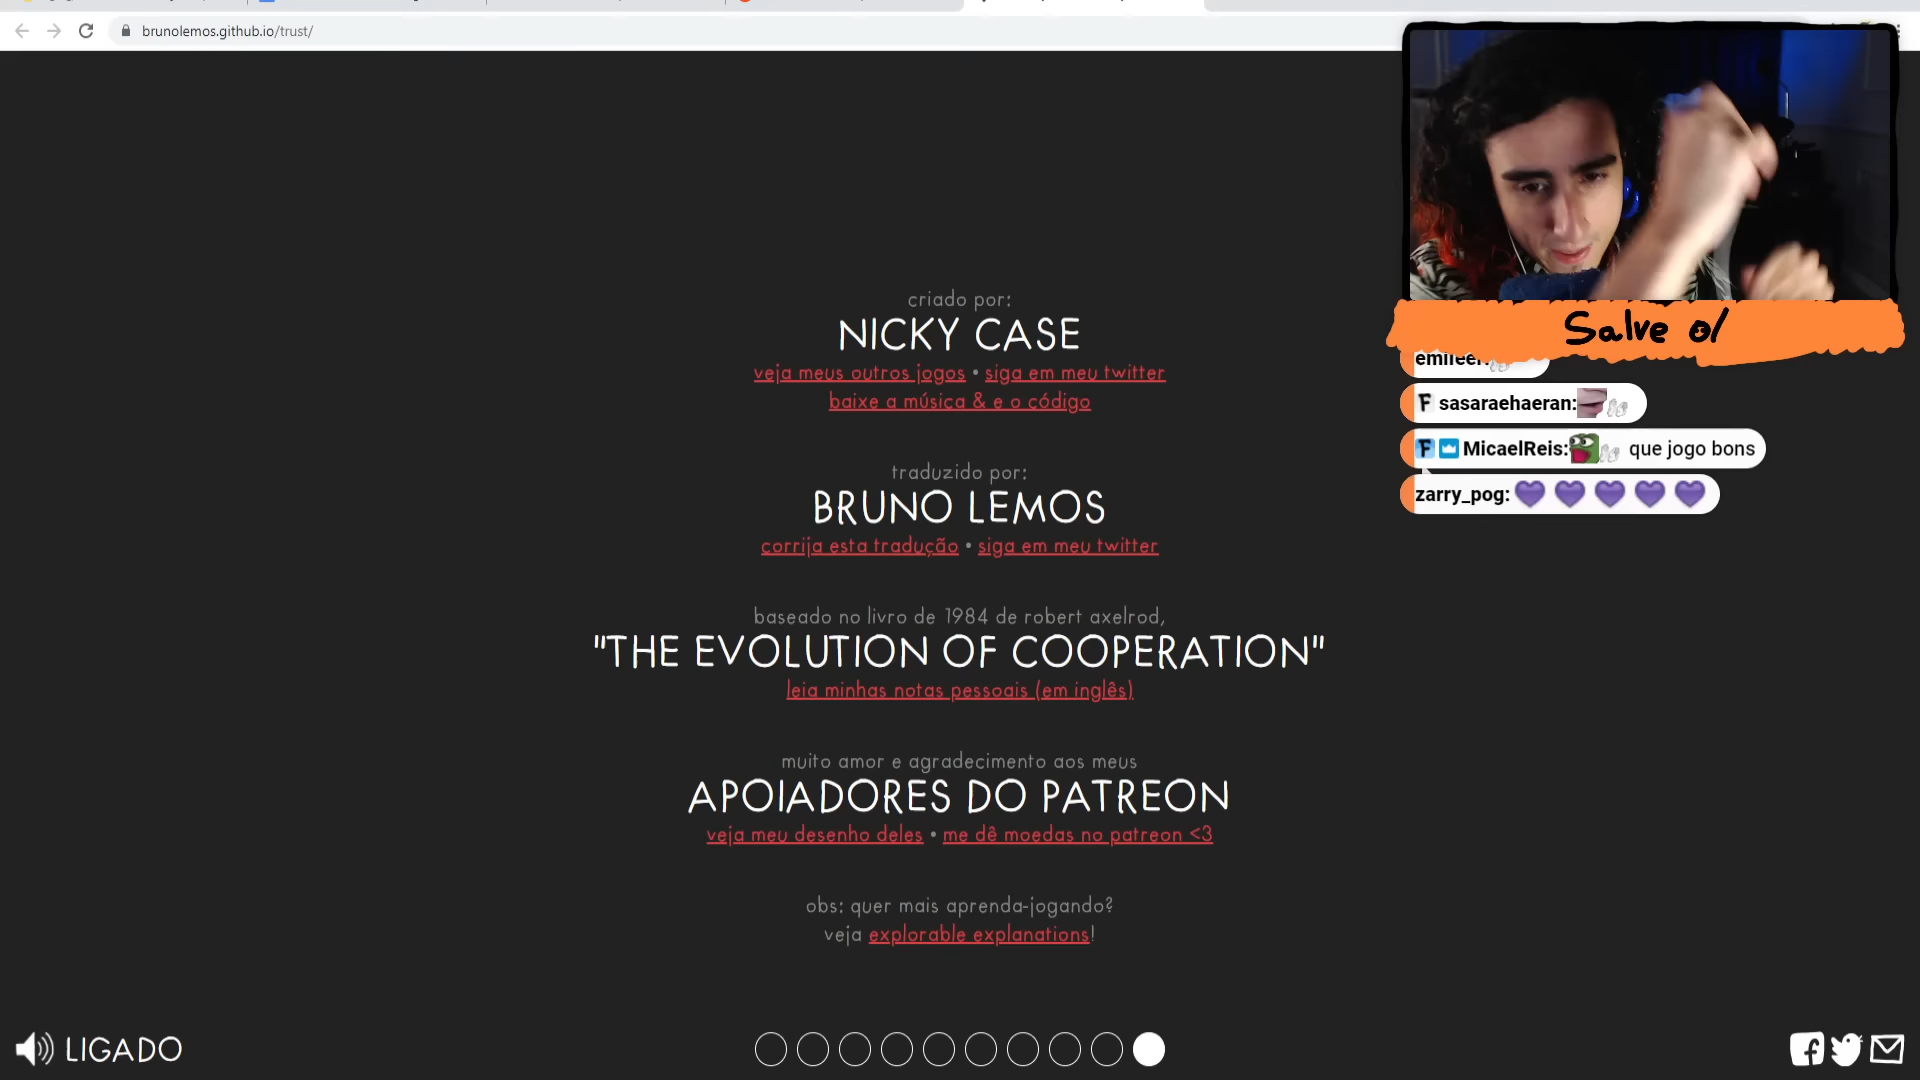 brunolemos.github.io/trust/
criado por:
NICKY CASE
veja meus outros jogos • siga em meu twitter
baixe a música & e o código
traduzido por:
BRUNO LEMOS
corrija esta tradução • siga em meu twitter
baseado no livro de 1984 de robert axelrod,
"THE EVOLUTION OF COOPERATION"
leia minhas notas pessoais (em inglês)
muito amor e agradecimento aos meus
APOIADORES DO PATREON
veja meu desenho deles • me dê moedas no patreon <3
obs: quer mais aprenda-jogando?
veja explorable explanations!
LIGADO
Salve o/
F sasaraehaeran:
F MicaelReis: que jogo bons
zarry_pog: 💜 💜 💜 💜 💜